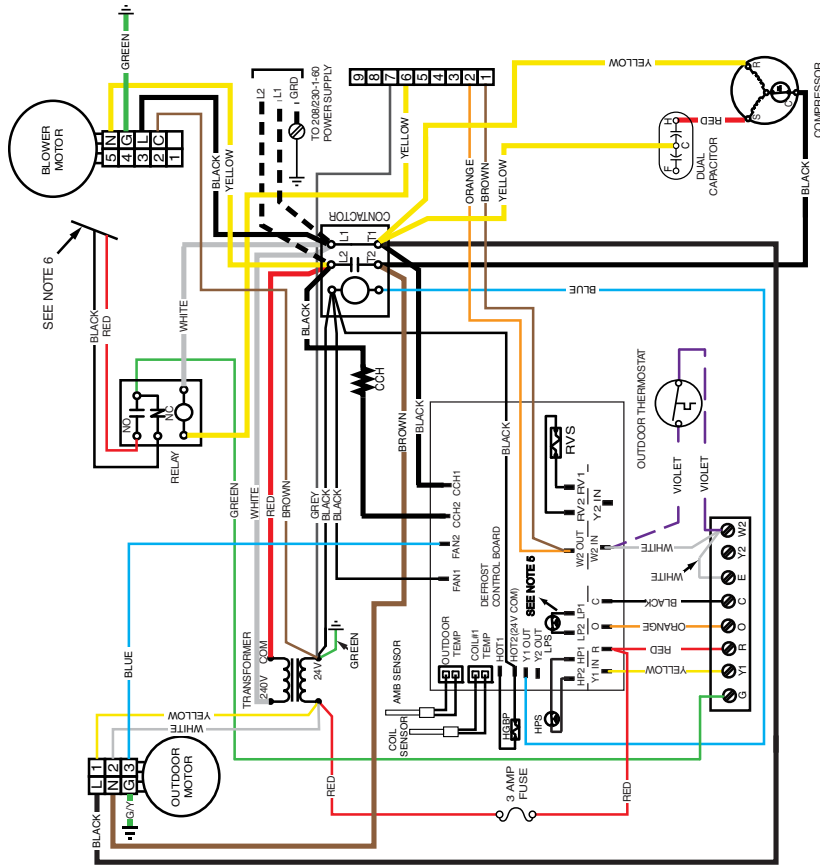 GREEN
BLOWER
MOTOR
5 N
4 G
3 L
2 C
1
BLACK
YELLOW
L2
L1
GRD
TO 208/230-1-60
POWER SUPPLY
9
8
7
6
5
4
3
2
1
YELLOW
ORANGE
BROWN
YELLOW
YELLOW
R
S
C
COMPRESSOR
RED
H
C
F
DUAL
CAPACITOR
BLACK
SEE NOTE 6
BLACK
RED
WHITE
NO
NC
RELAY
CONTACTOR
L1
T1
L2
T2
BLUE
BLACK
CCH
BROWN
BLACK
GREEN
WHITE
RED
BROWN
GREY
BLACK
BLACK
BLACK
CCH1
CCH2
FAN2
FAN1
DEFROST
CONTROL BOARD
RVS
RV1
RV2
Y2 IN
W2 OUT
W2 IN
OUTDOOR THERMOSTAT
VIOLET
VIOLET
WHITE
WHITE
BLACK
ORANGE
RED
YELLOW
W2
Y2
E
C
O
R
Y1
G
SEE NOTE 5
LP1
LP2
LPS
C
O
R
Y1 IN
HP1
HP2
HPS
Y1 OUT
Y2 OUT
HOT1
HOT2(24V COM)
HGBP
OUTDOOR
TEMP
COIL#1
TEMP
AMB SENSOR
COIL
SENSOR
TRANSFORMER
240V
COM
24V
GREEN
BLUE
YELLOW
WHITE
L 1
N 2
G 3
OUTDOOR
MOTOR
G/Y
BLACK
RED
3 AMP
FUSE
RED